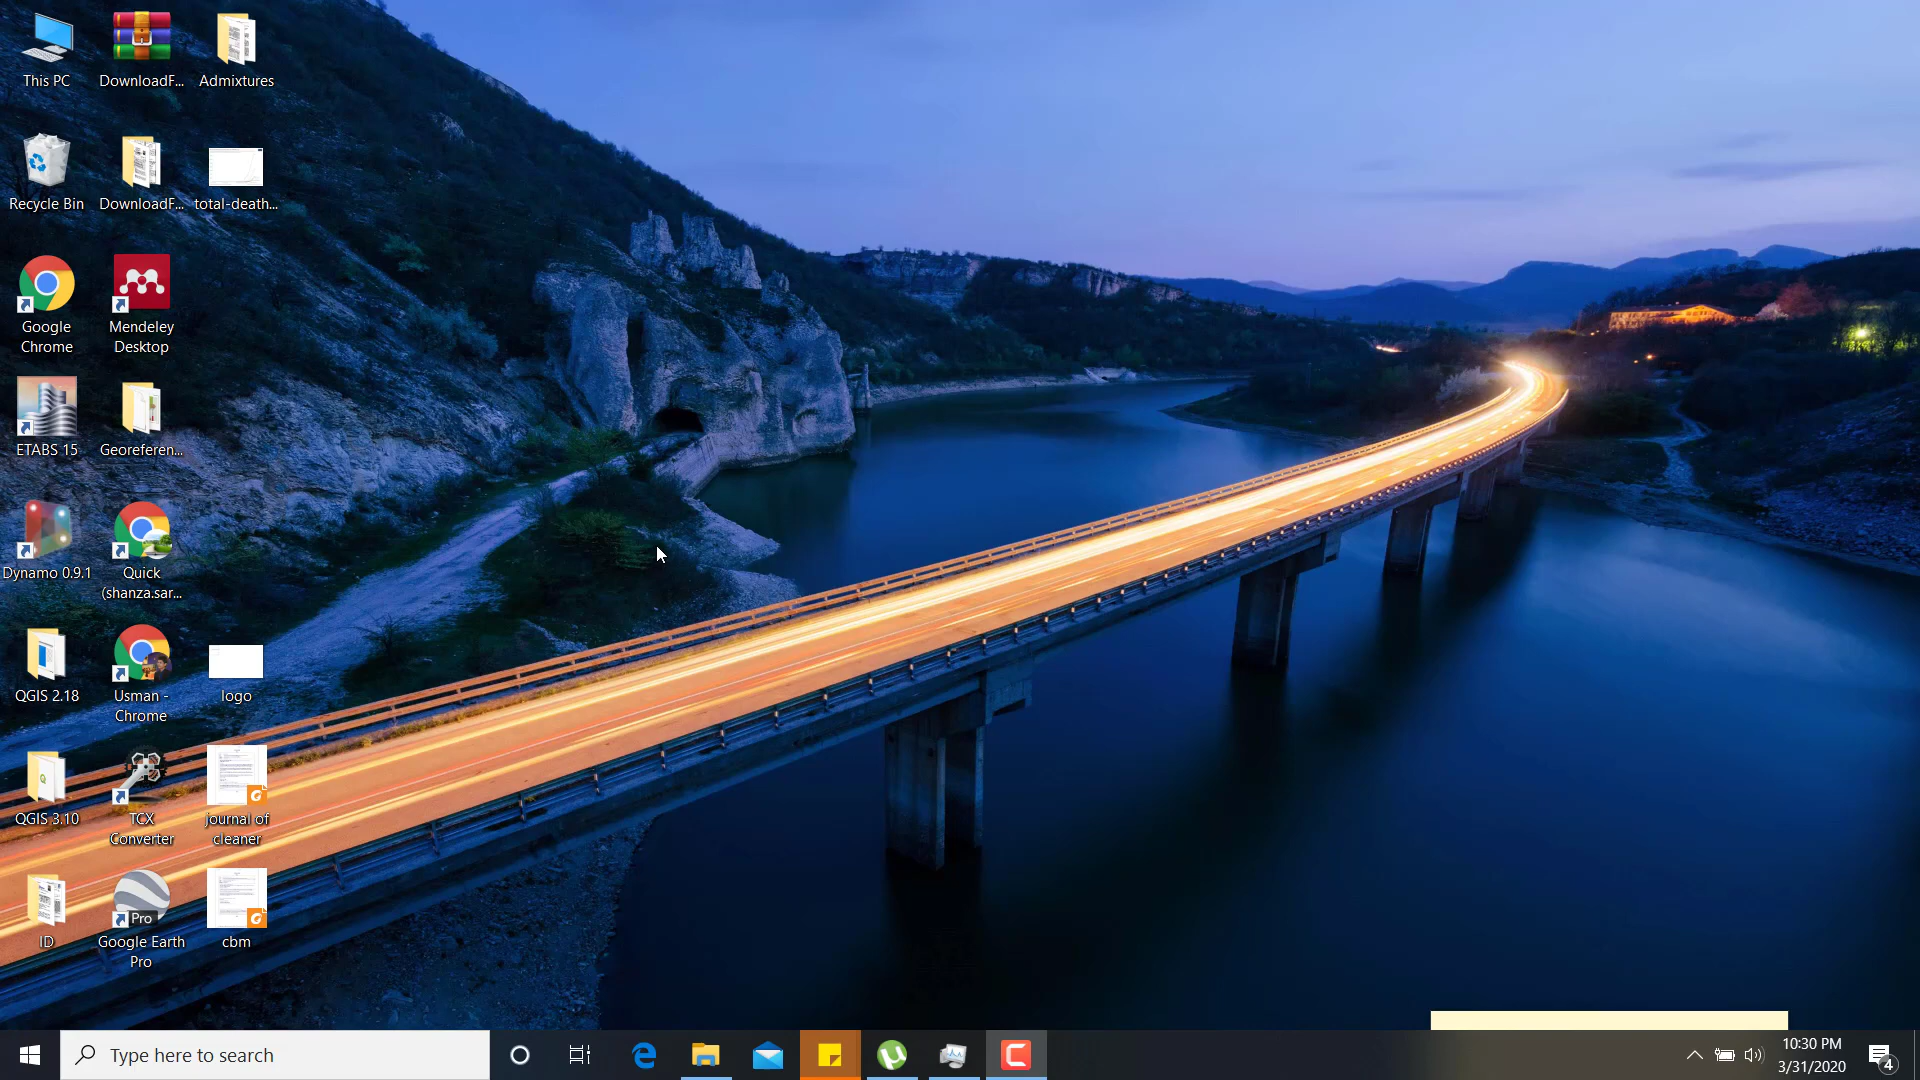 This PC
DownloadF...
Admixtures
Recycle Bin
DownloadF...
total-death...
Google
Chrome
Mendeley
Desktop
ETABS 15
Georeferen...
Dynamo 0.9.1
Quick
(shanza.sar...
QGIS 2.18
Usman -
Chrome
logo
QGIS 3.10
TCX
Converter
journal of
cleaner
ID
Pro
Google Earth
Pro
cbm
Type here to search
10:30 PM
3/31/2020
4